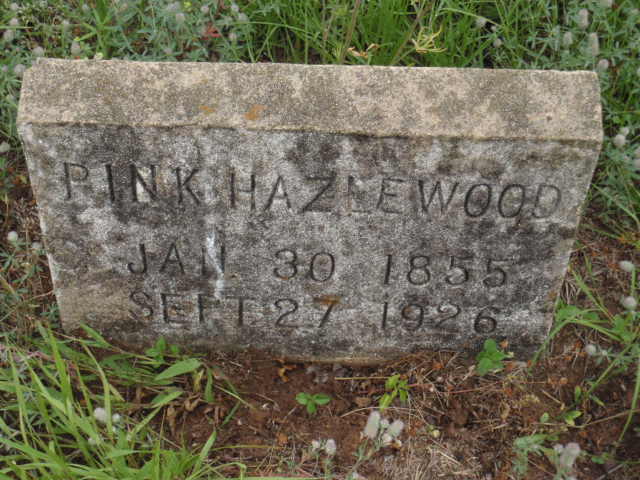 PINK HAZLEWOOD
JAN 30 1855
SEPT 27 1926